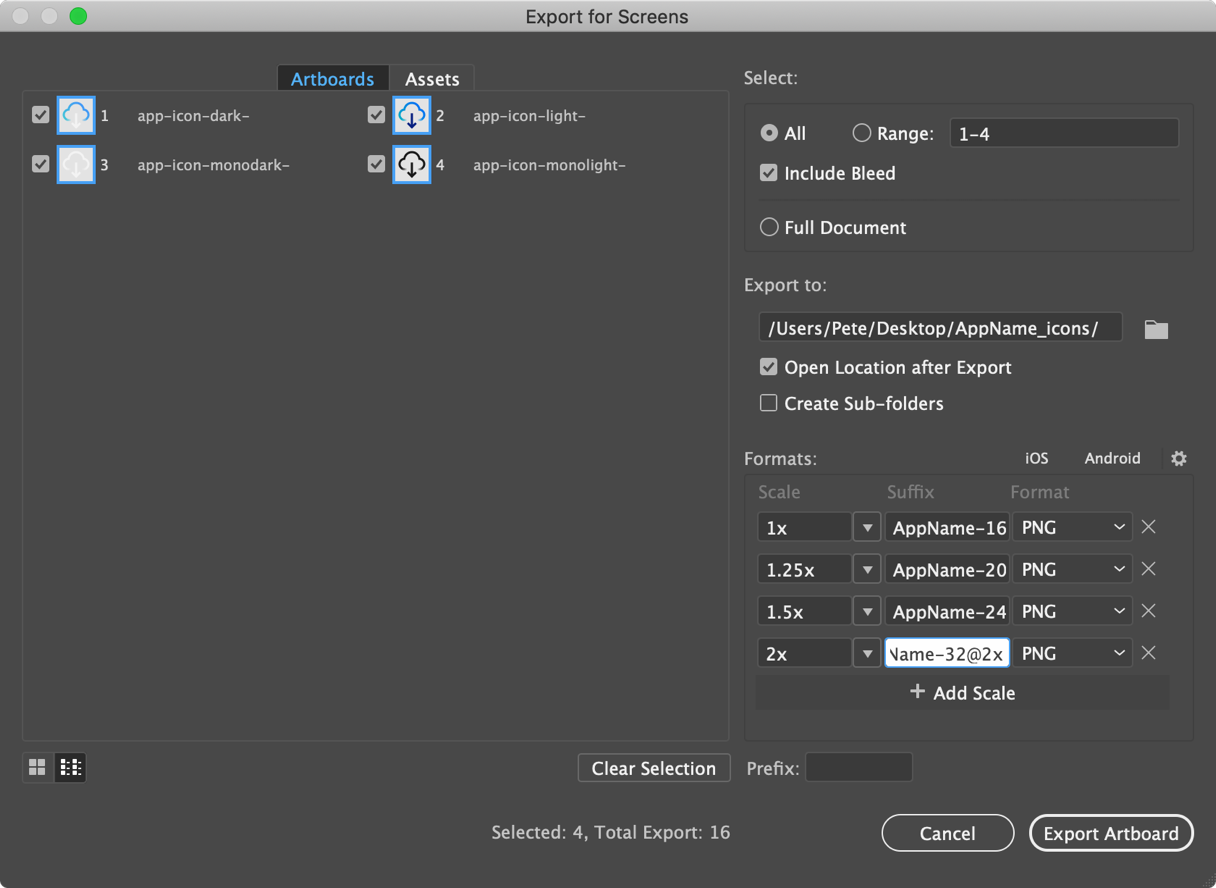 Export for Screens
Artboards Assets
1 app-icon-dark- 2 app-icon-light-
3 app-icon-monodark- 4 app-icon-monolight-
Select:
All Range: 1-4
Include Bleed
Full Document
Export to:
/Users/Pete/Desktop/AppName_icons/
Open Location after Export
Create Sub-folders
Formats: iOS Android
Scale Suffix Format
1x AppName-16 PNG
1.25x AppName-20 PNG
1.5x AppName-24 PNG
2x Name-32@2x PNG
+ Add Scale
Clear Selection Prefix:
Selected: 4, Total Export: 16
Cancel Export Artboard